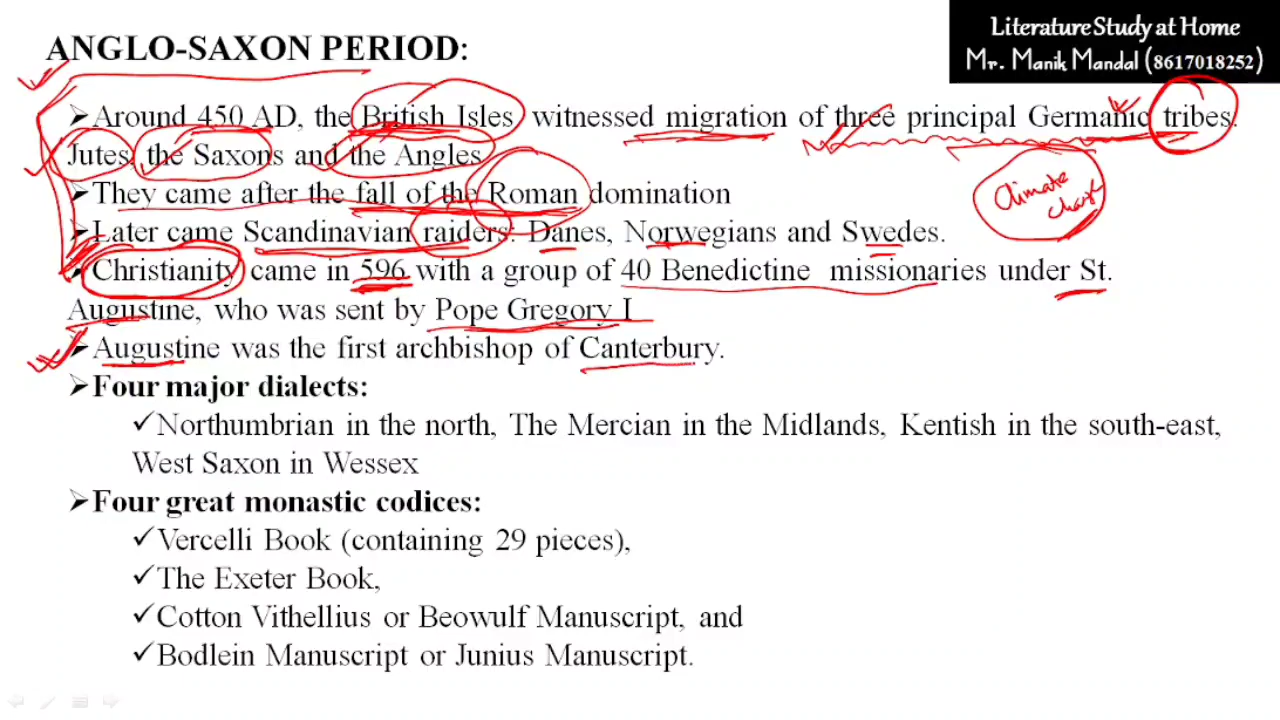 Literature Study at Home
Mr. Manik Mandal (8617018252)
ANGLO-SAXON PERIOD:
➢Around 450 AD, the British Isles witnessed migration of three principal Germanic tribes.
Jutes, the Saxons and the Angles
➢They came after the fall of the Roman domination
➢Later came Scandinavian raiders: Danes, Norwegians and Swedes.
➢Christianity came in 596 with a group of 40 Benedictine missionaries under St.
Augustine, who was sent by Pope Gregory I
➢Augustine was the first archbishop of Canterbury.
Climate
change
➢Four major dialects:
✓Northumbrian in the north, The Mercian in the Midlands, Kentish in the south-east,
West Saxon in Wessex
➢Four great monastic codices:
✓Vercelli Book (containing 29 pieces),
✓The Exeter Book,
✓Cotton Vithellius or Beowulf Manuscript, and
✓Bodlein Manuscript or Junius Manuscript.